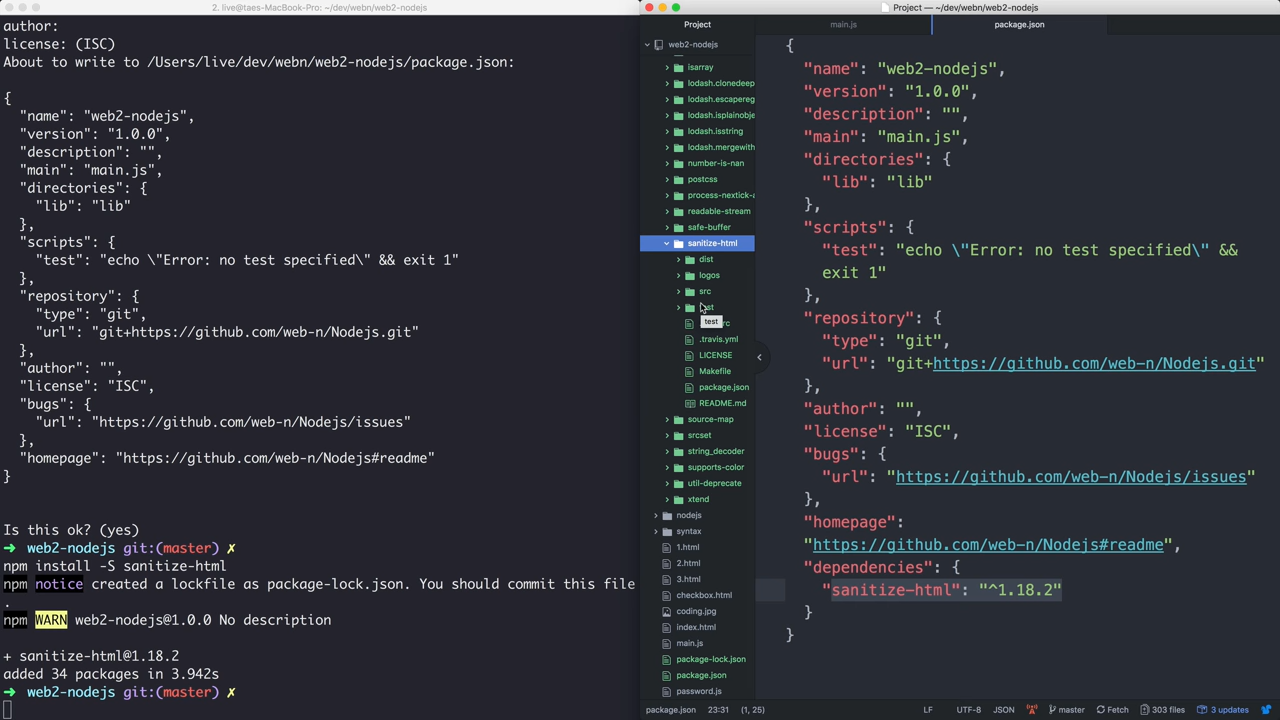 2. live@taes-MacBook-Pro: ~/dev/webn/web2-nodejs
author:
license: (ISC)
About to write to /Users/live/dev/webn/web2-nodejs/package.json:
{
"name": "web2-nodejs",
"version": "1.0.0",
"description": "",
"main": "main.js",
"directories": {
"lib": "lib"
},
"scripts": {
"test": "echo \"Error: no test specified\" && exit 1"
},
"repository": {
"type": "git",
"url": "git+https://github.com/web-n/Nodejs.git"
},
"author": "",
"license": "ISC",
"bugs": {
"url": "https://github.com/web-n/Nodejs/issues"
},
"homepage": "https://github.com/web-n/Nodejs#readme"
}
Is this ok? (yes)
➜ web2-nodejs git:(master) ✗
npm install -S sanitize-html
npm notice created a lockfile as package-lock.json. You should commit this file
.
npm WARN web2-nodejs@1.0.0 No description
+ sanitize-html@1.18.2
added 34 packages in 3.942s
➜ web2-nodejs git:(master) ✗
Project — ~/dev/webn/web2-nodejs
Project
web2-nodejs
isarray
lodash.clonedeep
lodash.escapereg
lodash.isplainobje
lodash.isstring
lodash.mergewith
number-is-nan
postcss
process-nextick-a
readable-stream
safe-buffer
sanitize-html
dist
logos
src
test
.travis.yml
LICENSE
Makefile
package.json
README.md
source-map
srcset
string_decoder
supports-color
util-deprecate
xtend
nodejs
syntax
1.html
2.html
3.html
checkbox.html
coding.jpg
index.html
main.js
package-lock.json
package.json
password.js
main.js
package.json
{
"name": "web2-nodejs",
"version": "1.0.0",
"description": "",
"main": "main.js",
"directories": {
"lib": "lib"
},
"scripts": {
"test": "echo \"Error: no test specified\" &&
exit 1"
},
"repository": {
"type": "git",
"url": "git+https://github.com/web-n/Nodejs.git"
},
"author": "",
"license": "ISC",
"bugs": {
"url": "https://github.com/web-n/Nodejs/issues"
},
"homepage":
"https://github.com/web-n/Nodejs#readme",
"dependencies": {
"sanitize-html": "^1.18.2"
}
}
package.json 23:31 (1, 25) LF UTF-8 JSON master Fetch 303 files 3 updates